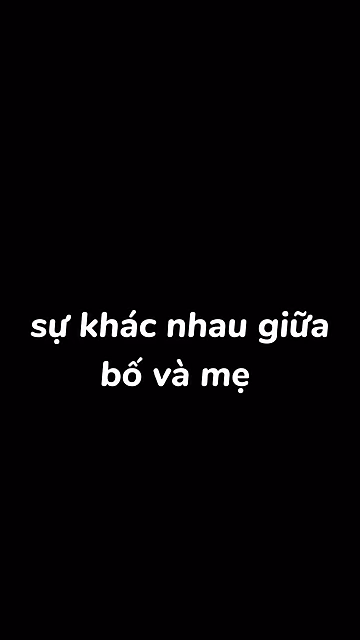 sự khác nhau giữa
bố và mẹ